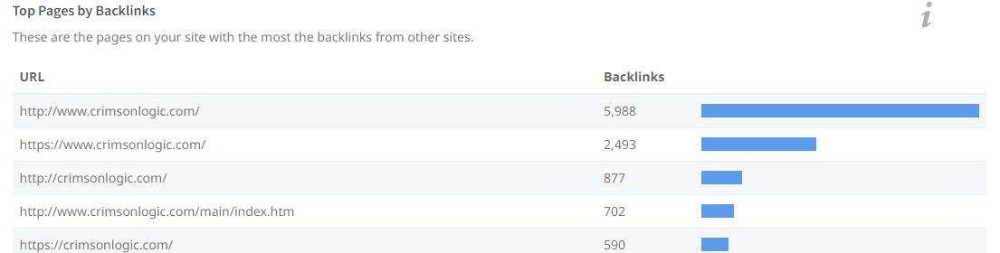 Top Pages by Backlinks
i
These are the pages on your site with the most the backlinks from other sites.
URL Backlinks
http://www.crimsonlogic.com/ 5,988
https://www.crimsonlogic.com/ 2,493
http://crimsonlogic.com/ 877
http://www.crimsonlogic.com/main/index.htm 702
https://crimsonlogic.com/ 590